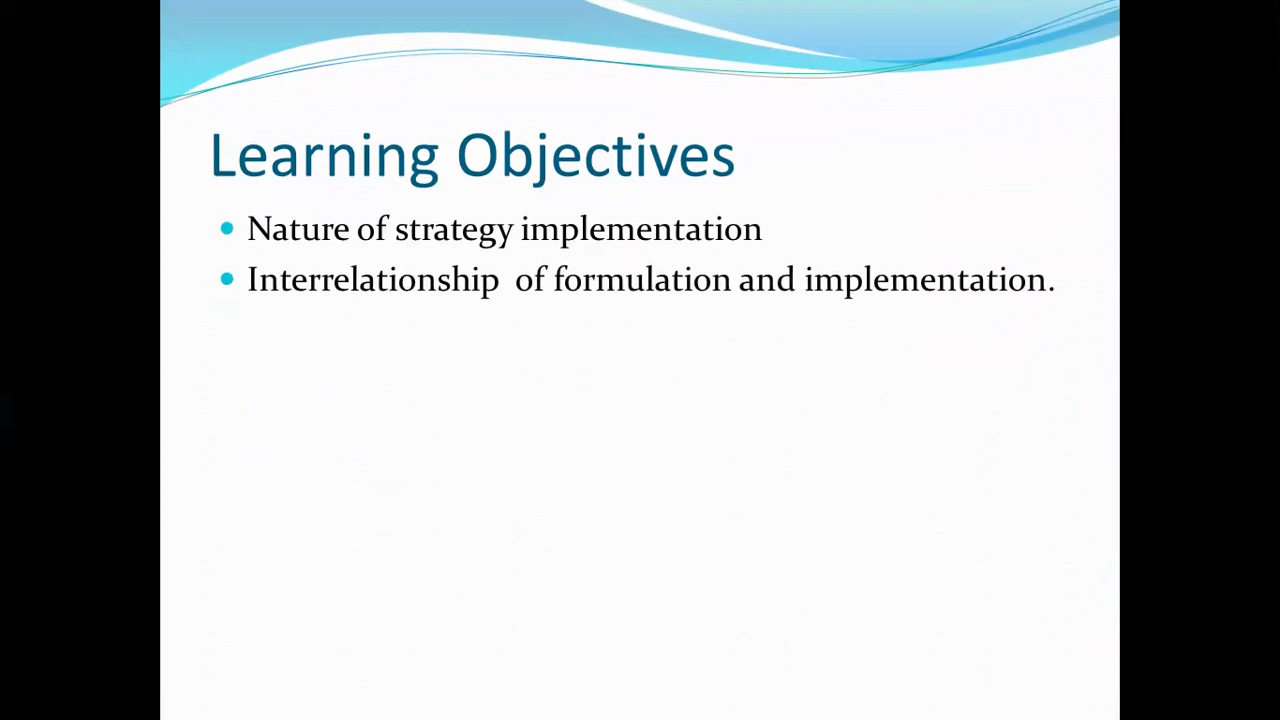 Learning Objectives
• Nature of strategy implementation
• Interrelationship  of formulation and implementation.